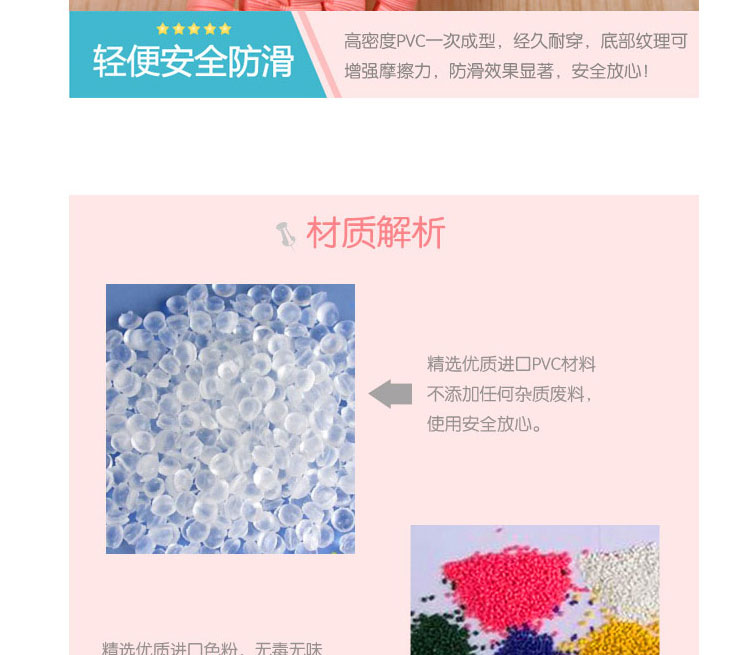 轻便安全防滑
高密度PVC一次成型，经久耐穿，底部纹理可
增强摩擦力，防滑效果显著，安全放心！
材质解析
精选优质进口PVC材料
不添加任何杂质废料，
使用安全放心。
精选优质进口色粉，无毒无味